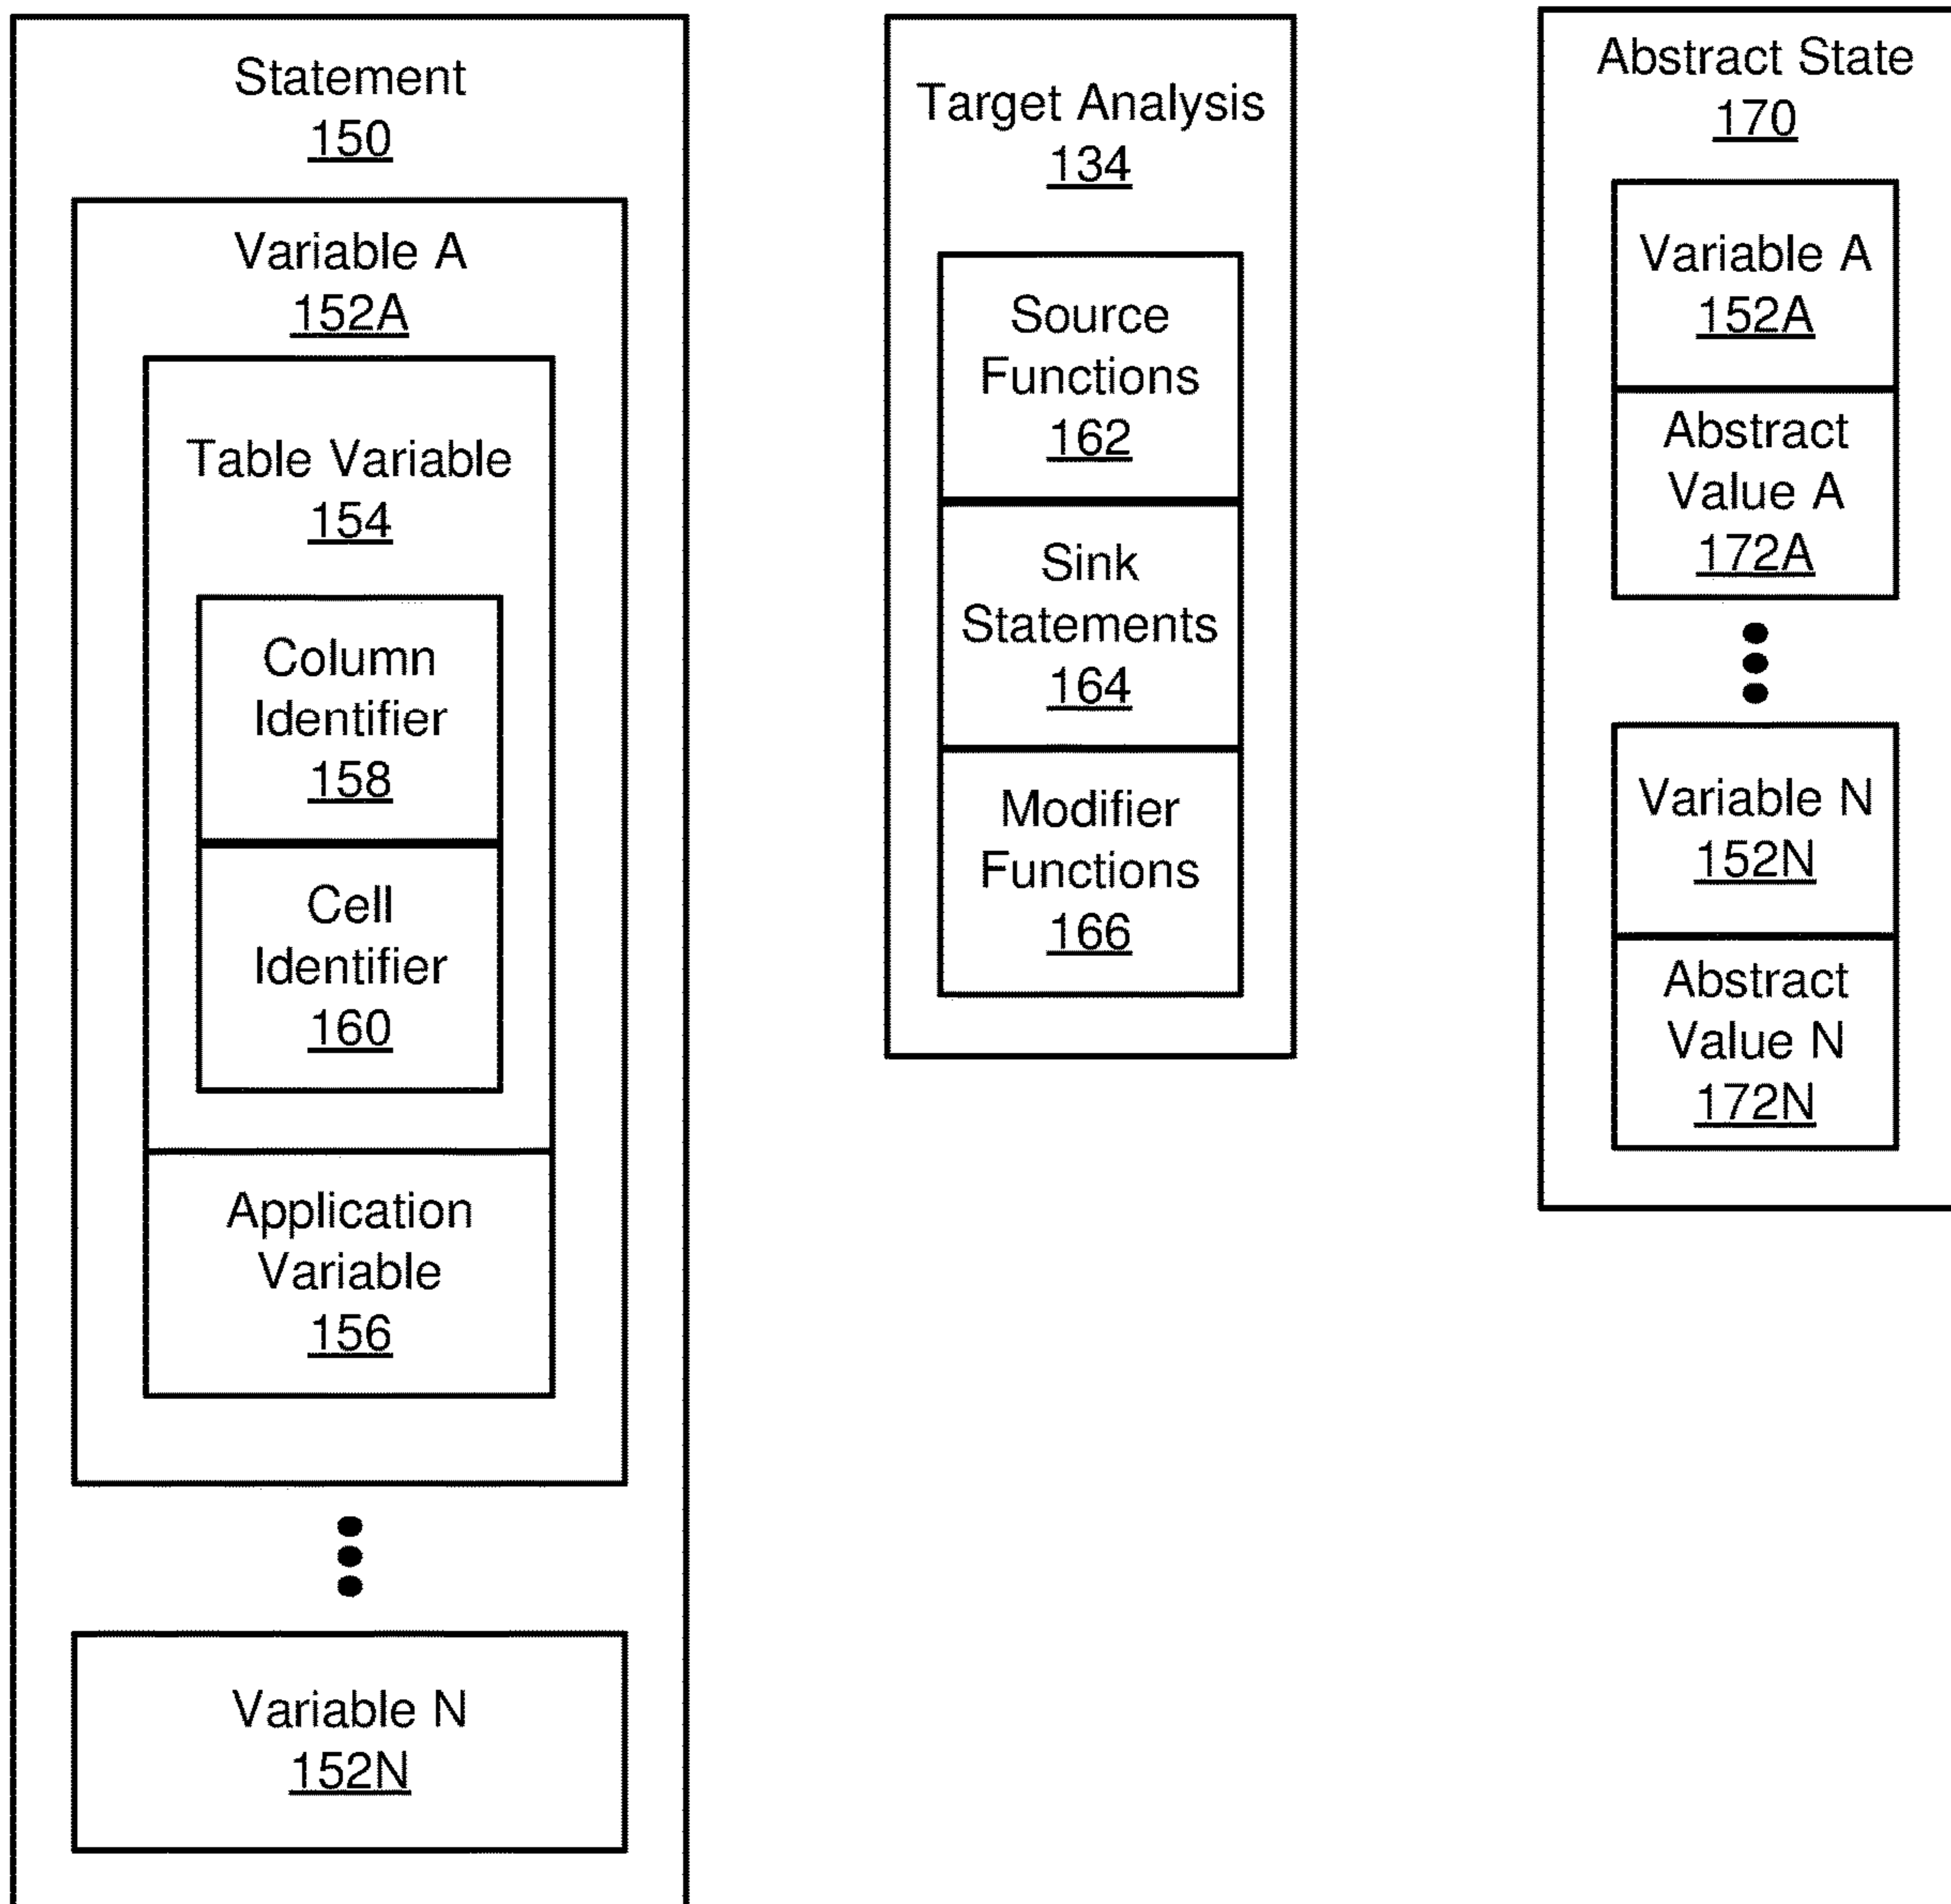 Statement
150
Variable A
152A
Table Variable
154
Column
Identifier
158
Cell
Identifier
160
Application
Variable
156
Variable N
152N
Target Analysis
134
Source
Functions
162
Sink
Statements
164
Modifier
Functions
166
Abstract State
170
Variable A
152A
Abstract
Value A
172A
Variable N
152N
Abstract
Value N
172N